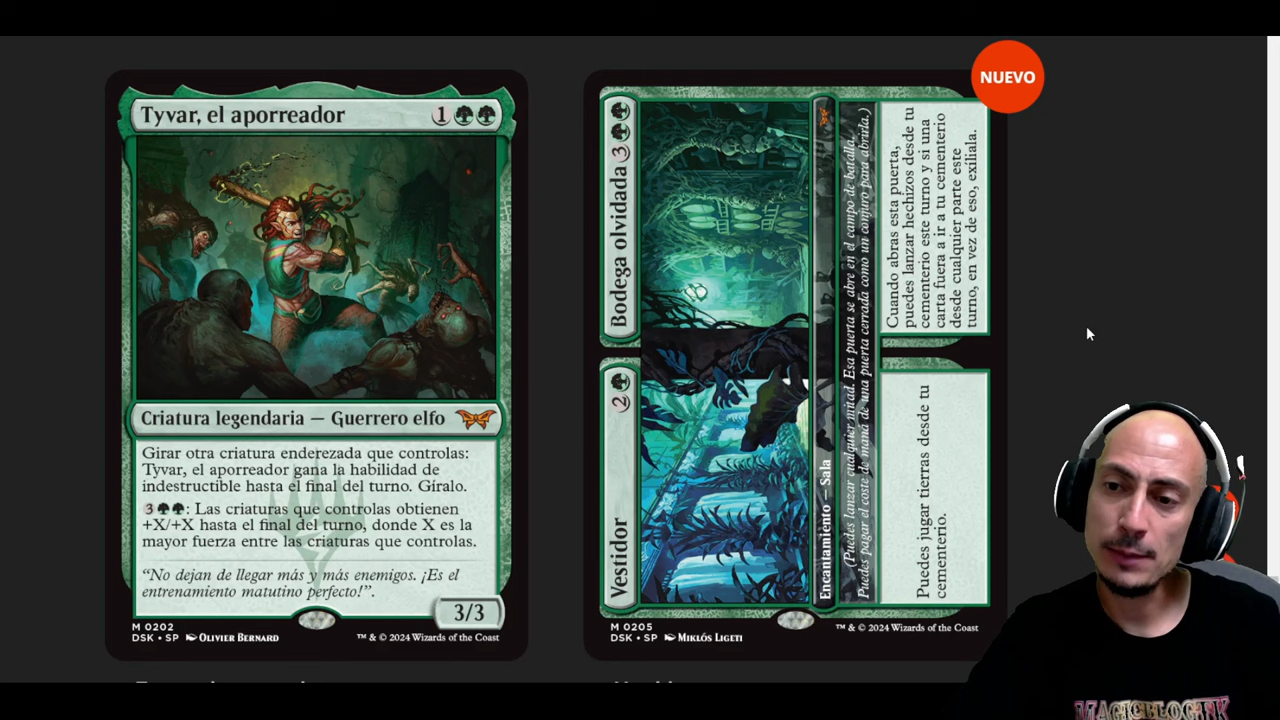 Tyvar, el aporreador 1
Criatura legendaria — Guerrero elfo
Girar otra criatura enderezada que controlas:
Tyvar, el aporreador gana la habilidad de
indestructible hasta el final del turno. Gíralo.
3: Las criaturas que controlas obtienen
+X/+X hasta el final del turno, donde X es la
mayor fuerza entre las criaturas que controlas.
“No dejan de llegar más y más enemigos. ¡Es el
entrenamiento matutino perfecto!”.
3/3
M 0202
DSK • SP OLIVIER BERNARD
™ & © 2024 Wizards of the Coast
NUEVO
Vestidor 2
Bodega olvidada 3
Encantamiento — Sala
(Puedes lanzar cualquier mitad. Esa puerta se abre en el campo de batalla.
Puedes pagar el coste de maná de una puerta cerrada como un conjuro para abrirla.)
Puedes jugar tierras desde tu
cementerio.
Cuando abras esta puerta,
puedes lanzar hechizos desde tu
cementerio este turno y si una
carta fuera a ir a tu cementerio
desde cualquier parte este
turno, en vez de eso, exíliala.
M 0205
DSK • SP MIKLÓS LIGETI
™ & © 2024 Wizards of the Coast